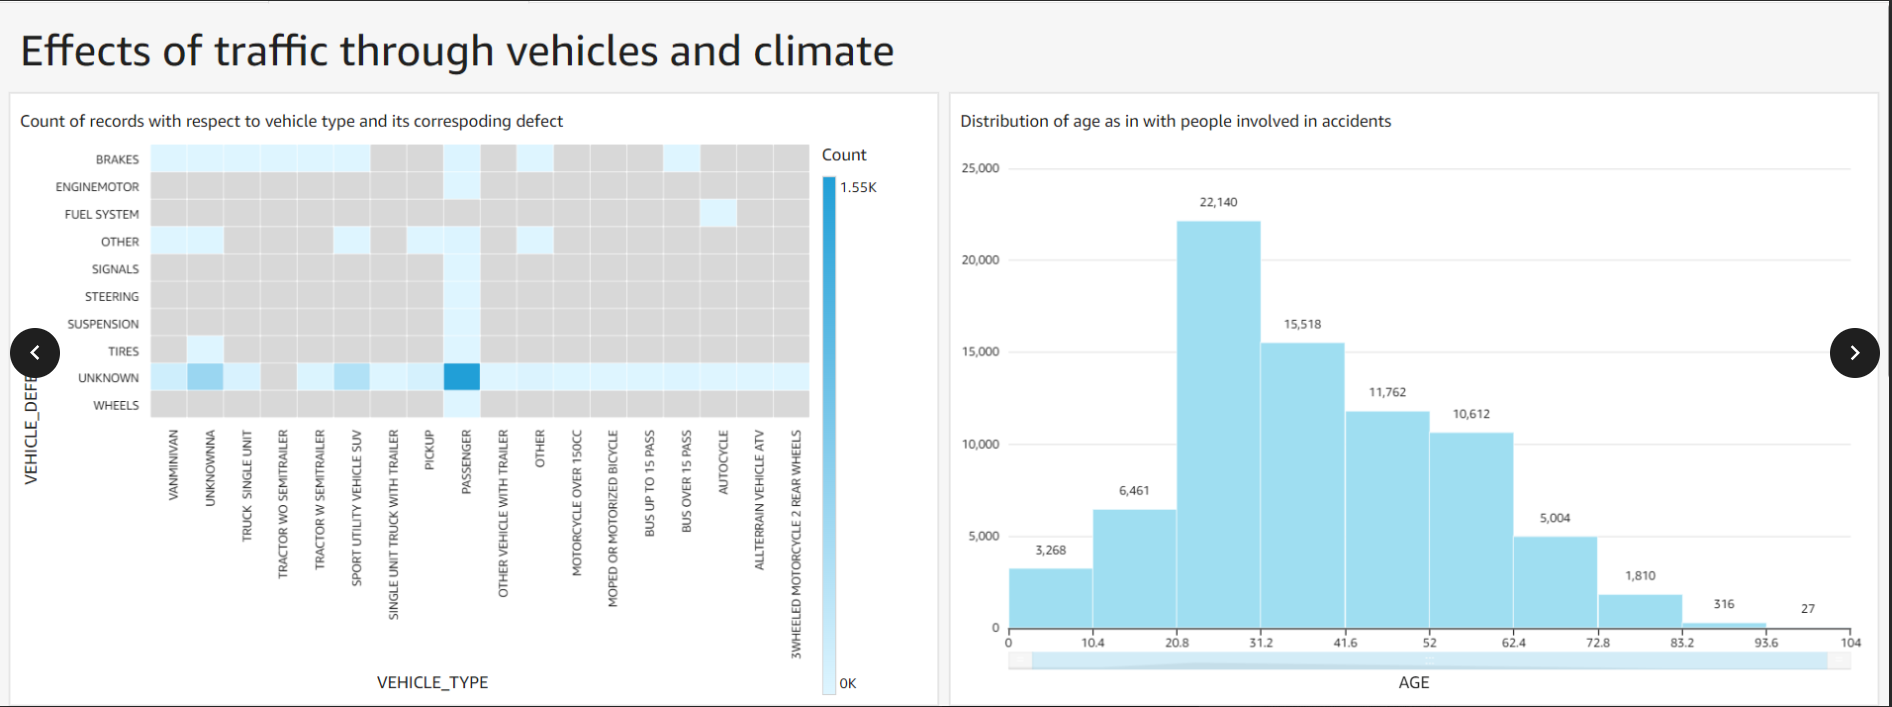 Effects of traffic through vehicles and climate
Count of records with respect to vehicle type and its correspoding defect
BRAKES
ENGINEMOTOR
FUEL SYSTEM
OTHER
SIGNALS
STEERING
SUSPENSION
TIRES
UNKNOWN
WHEELS
VEHICLE_DEFE
VANMINIVAN
UNKNOWNNA
TRUCK SINGLE UNIT
TRACTOR WO SEMITRAILER
TRACTOR W SEMITRAILER
SPORT UTILITY VEHICLE SUV
SINGLE UNIT TRUCK WITH TRAILER
PICKUP
PASSENGER
OTHER VEHICLE WITH TRAILER
OTHER
MOTORCYCLE OVER 150CC
MOPED OR MOTORIZED BICYCLE
BUS UP TO 15 PASS
BUS OVER 15 PASS
AUTOCYCLE
ALLTERRAIN VEHICLE ATV
3WHEELED MOTORCYCLE 2 REAR WHEELS
VEHICLE_TYPE
Count
1.55K
0K
Distribution of age as in with people involved in accidents
25,000
20,000
15,000
10,000
5,000
0
3,268
6,461
22,140
15,518
11,762
10,612
5,004
1,810
316
27
0 10.4 20.8 31.2 41.6 52 62.4 72.8 83.2 93.6 104
AGE